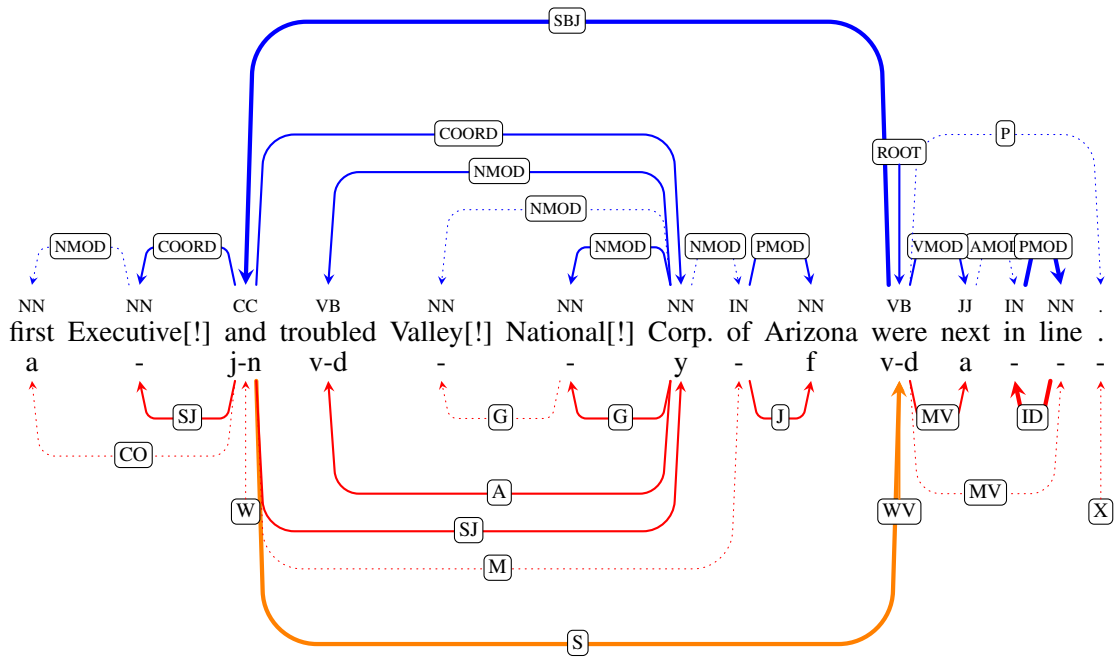 SBJ
COORD P
ROOT
NMOD
NMOD
NMOD COORD NMOD NMOD PMOD VMOD AMOD PMOD
NN NN CC VB NN NN NN IN NN VB JJ IN NN .
first Executive[!] and troubled Valley[!] National[!] Corp. of Arizona were next in line .
a - j-n v-d - - y - f v-d a - - -
SJ G G J MV ID
CO
A MV
W WV X
SJ
M
S